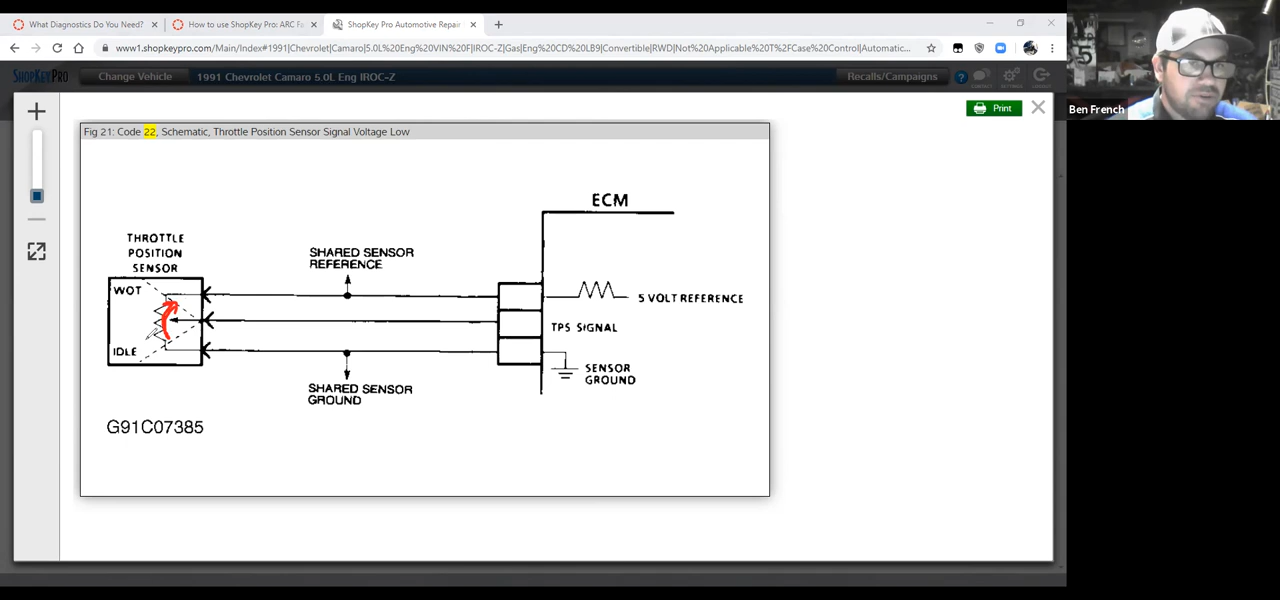 What Diagnostics Do You Need?
How to use ShopKey Pro: ARC Fa
ShopKey Pro Automotive Repair
www1.shopkeypro.com/Main/Index#1991|Chevrolet|Camaro|5.0L%20Eng%20VIN%20F|IROC-Z|Gas|Eng%20CD%20LB9|Convertible|RWD|Not%20Applicable%20T%2FCase%20Control|Automatic...
SHOPKEYPRO
Change Vehicle
1991 Chevrolet Camaro 5.0L Eng IROC-Z
Recalls/Campaigns
Print
Ben French
Fig 21: Code 22, Schematic, Throttle Position Sensor Signal Voltage Low
ECM
THROTTLE
POSITION
SENSOR
SHARED SENSOR
REFERENCE
WOT
5 VOLT REFERENCE
TPS SIGNAL
IDLE
SENSOR
GROUND
SHARED SENSOR
GROUND
G91C07385